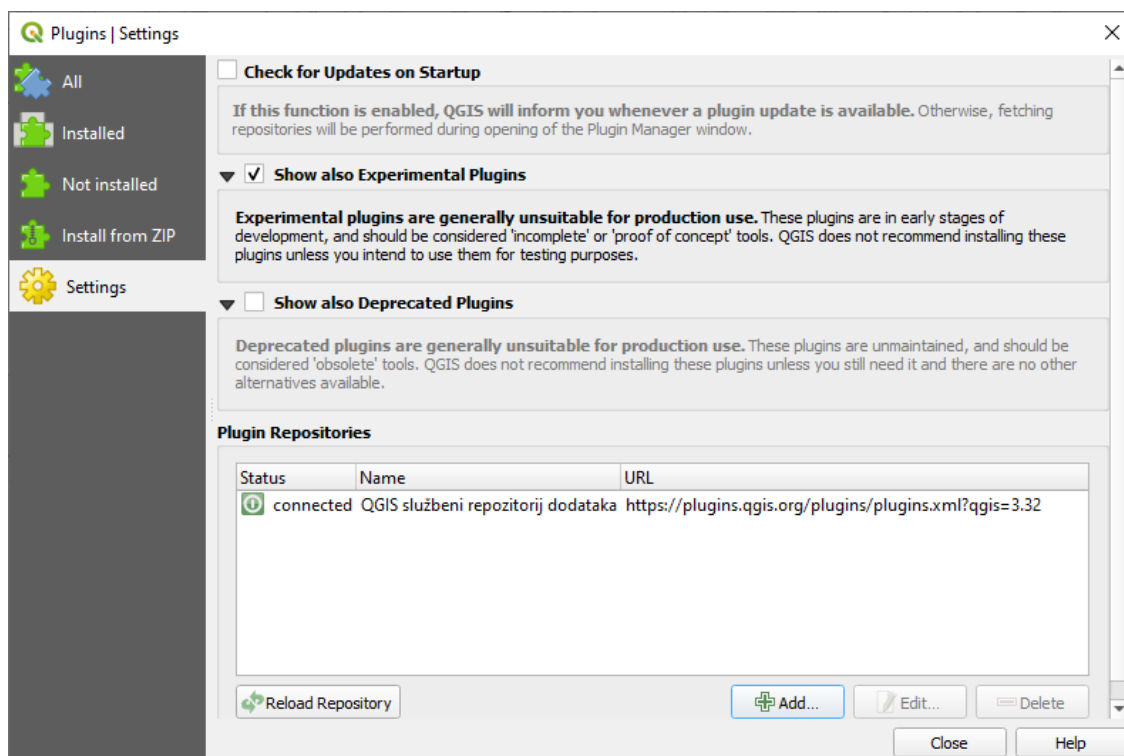 Plugins | Settings
All
Installed
Not installed
Install from ZIP
Settings
Check for Updates on Startup
If this function is enabled, QGIS will inform you whenever a plugin update is available. Otherwise, fetching
repositories will be performed during opening of the Plugin Manager window.
Show also Experimental Plugins
Experimental plugins are generally unsuitable for production use. These plugins are in early stages of
development, and should be considered 'incomplete' or 'proof of concept' tools. QGIS does not recommend installing these
plugins unless you intend to use them for testing purposes.
Show also Deprecated Plugins
Deprecated plugins are generally unsuitable for production use. These plugins are unmaintained, and should be
considered 'obsolete' tools. QGIS does not recommend installing these plugins unless you still need it and there are no other
alternatives available.
Plugin Repositories
Status Name URL
connected QGIS službeni repozitorij dodataka https://plugins.qgis.org/plugins/plugins.xml?qgis=3.32
Reload Repository Add... Edit... Delete
Close Help